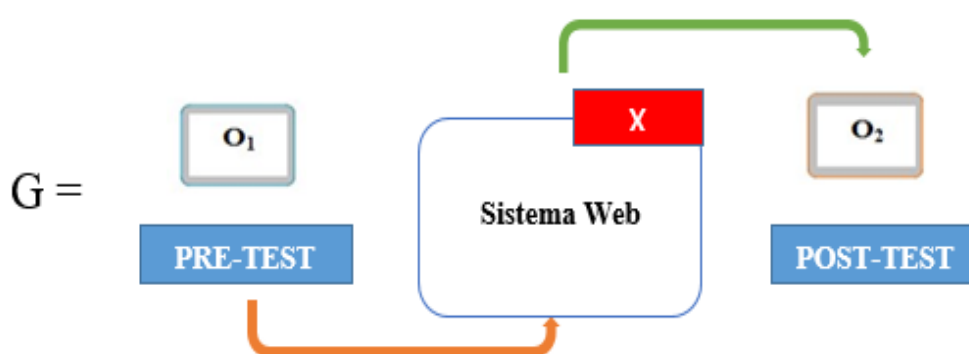 G =
O₁
PRE-TEST
X
Sistema Web
O₂
POST-TEST